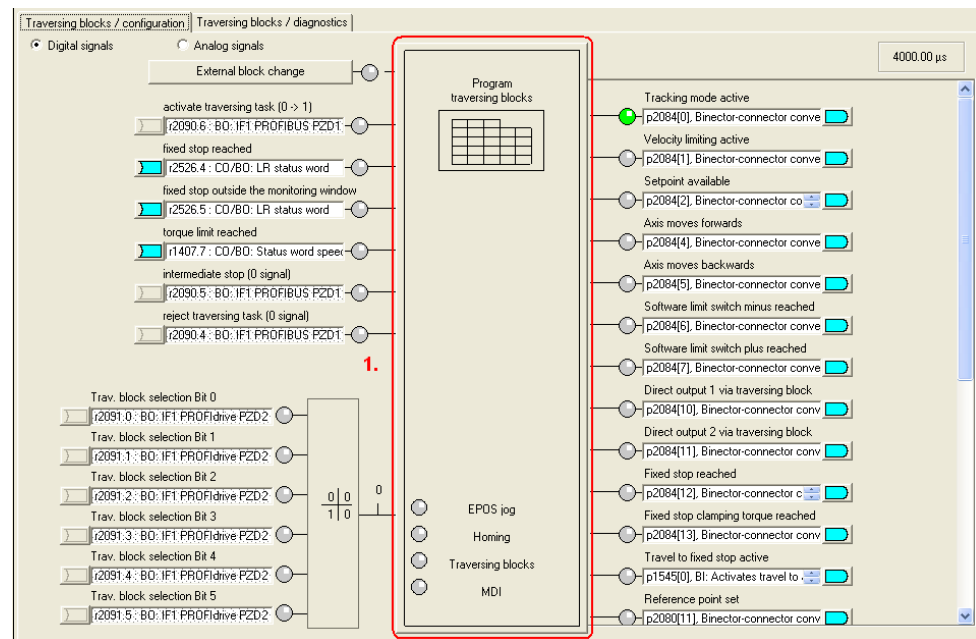 Traversing blocks / configuration
Traversing blocks / diagnostics
Digital signals
Analog signals
4000.00 µs
External block change
activate traversing task (0 -> 1)
r2090.6 : BO: IF1 PROFIBUS PZD1
fixed stop reached
r2526.4 : CO/BO: LR status word
fixed stop outside the monitoring window
r2526.5 : CO/BO: LR status word
torque limit reached
r1407.7 : CO/BO: Status word speed
intermediate stop (0 signal)
r2090.5 : BO: IF1 PROFIBUS PZD1
reject traversing task (0 signal)
r2090.4 : BO: IF1 PROFIBUS PZD1
1.
Trav. block selection Bit 0
r2091.0 : BO: IF1 PROFIdrive PZD2
Trav. block selection Bit 1
r2091.1 : BO: IF1 PROFIdrive PZD2
Trav. block selection Bit 2
r2091.2 : BO: IF1 PROFIdrive PZD2
Trav. block selection Bit 3
r2091.3 : BO: IF1 PROFIdrive PZD2
Trav. block selection Bit 4
r2091.4 : BO: IF1 PROFIdrive PZD2
Trav. block selection Bit 5
r2091.5 : BO: IF1 PROFIdrive PZD2
0 0
1 0
0
Program
traversing blocks
EPOS jog
Homing
Traversing blocks
MDI
Tracking mode active
p2084[0], Binector-connector conve
Velocity limiting active
p2084[1], Binector-connector conve
Setpoint available
p2084[2], Binector-connector co
Axis moves forwards
p2084[4], Binector-connector conve
Axis moves backwards
p2084[5], Binector-connector conve
Software limit switch minus reached
p2084[6], Binector-connector conve
Software limit switch plus reached
p2084[7], Binector-connector conve
Direct output 1 via traversing block
p2084[10], Binector-connector conv
Direct output 2 via traversing block
p2084[11], Binector-connector conv
Fixed stop reached
p2084[12], Binector-connector c
Fixed stop clamping torque reached
p2084[13], Binector-connector conv
Travel to fixed stop active
p1545[0], BI: Activates travel to
Reference point set
p2080[11], Binector-connector conv